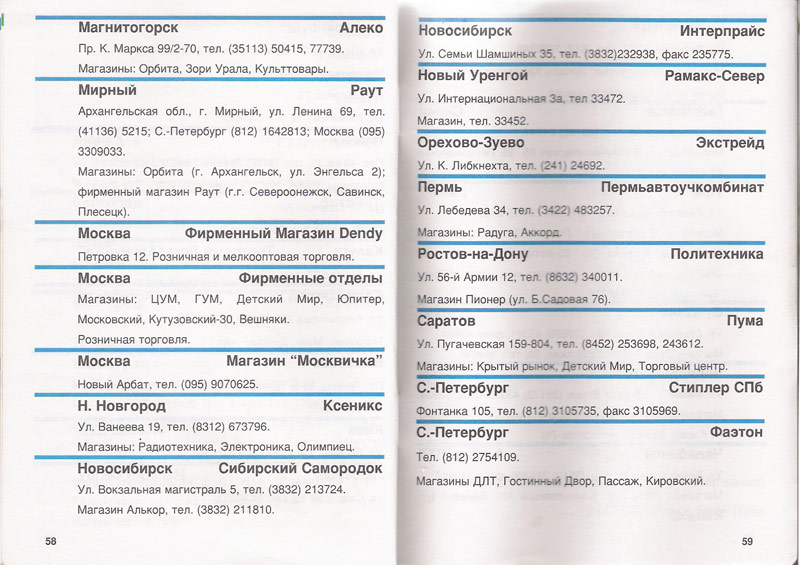 Магнитогорск Алеко
Пр. К. Маркса 99/2-70, тел. (35113) 50415, 77739.
Магазины: Орбита, Зори Урала, Культтовары.
Мирный Раут
Архангельская обл., г. Мирный, ул. Ленина 69, тел.
(41136) 5215; С.-Петербург (812) 1642813; Москва (095)
3309033.
Магазины: Орбита (г. Архангельск, ул. Энгельса 2);
фирменный магазин Раут (г.г. Североонежск, Савинск,
Плесецк).
Москва Фирменный Магазин Dendy
Петровка 12. Розничная и мелкооптовая торговля.
Москва Фирменные отделы
Магазины: ЦУМ, ГУМ, Детский Мир, Юпитер,
Московский, Кутузовский-30, Вешняки.
Розничная торговля.
Москва Магазин “Москвичка”
Новый Арбат, тел. (095) 9070625.
Н. Новгород Ксеникс
Ул. Ванеева 19, тел. (8312) 673796.
Магазины: Радиотехника, Электроника, Олимпиец.
Новосибирск Сибирский Самородок
Ул. Вокзальная магистраль 5, тел. (3832) 213724.
Магазин Алькор, тел. (3832) 211810.
58
Новосибирск Интерпрайс
Ул. Семьи Шамшиных 35, тел. (3832)232938, факс 235775.
Новый Уренгой Рамакс-Север
Ул. Интернациональная 3а, тел 33472.
Магазин, тел. 33452.
Орехово-Зуево Экстрейд
Ул. К. Либкнехта, тел. (241) 24692.
Пермь Пермьавтоучкомбинат
Ул. Лебедева 34, тел. (3422) 483257.
Магазины: Радуга, Аккорд.
Ростов-на-Дону Политехника
Ул. 56-й Армии 12, тел. (8632) 340011.
Магазин Пионер (ул. Б.Садовая 76).
Саратов Пума
Ул. Пугачевская 159-804, тел. (8452) 253698, 243612.
Магазины: Крытый рынок, Детский Мир, Торговый центр.
С.-Петербург Стиплер СПб
Фонтанка 105, тел. (812) 3105735, факс 3105969.
С.-Петербург Фаэтон
Тел. (812) 2754109.
Магазины ДЛТ, Гостинный Двор, Пассаж, Кировский.
59